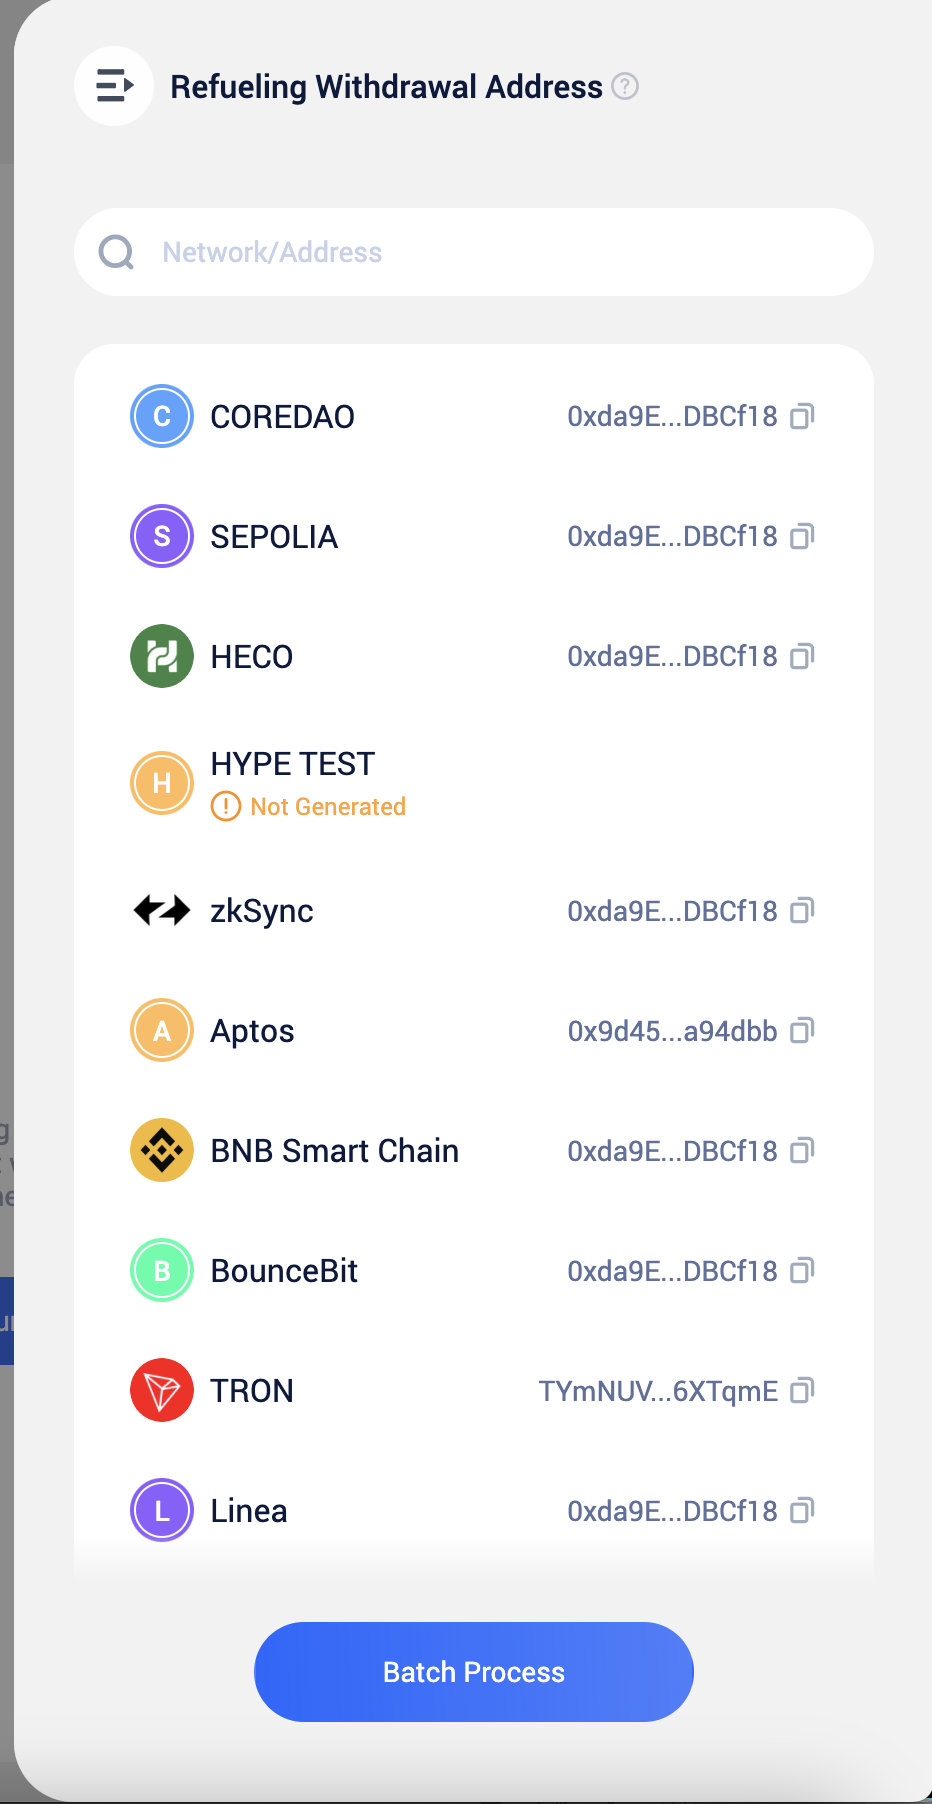 Refueling Withdrawal Address
Network/Address
C COREDAO 0xda9E...DBCf18
S SEPOLIA 0xda9E...DBCf18
HECO 0xda9E...DBCf18
H HYPE TEST
Not Generated
zkSync 0xda9E...DBCf18
A Aptos 0x9d45...a94dbb
BNB Smart Chain 0xda9E...DBCf18
B BounceBit 0xda9E...DBCf18
TRON TYmNUV...6XTqmE
L Linea 0xda9E...DBCf18
Batch Process